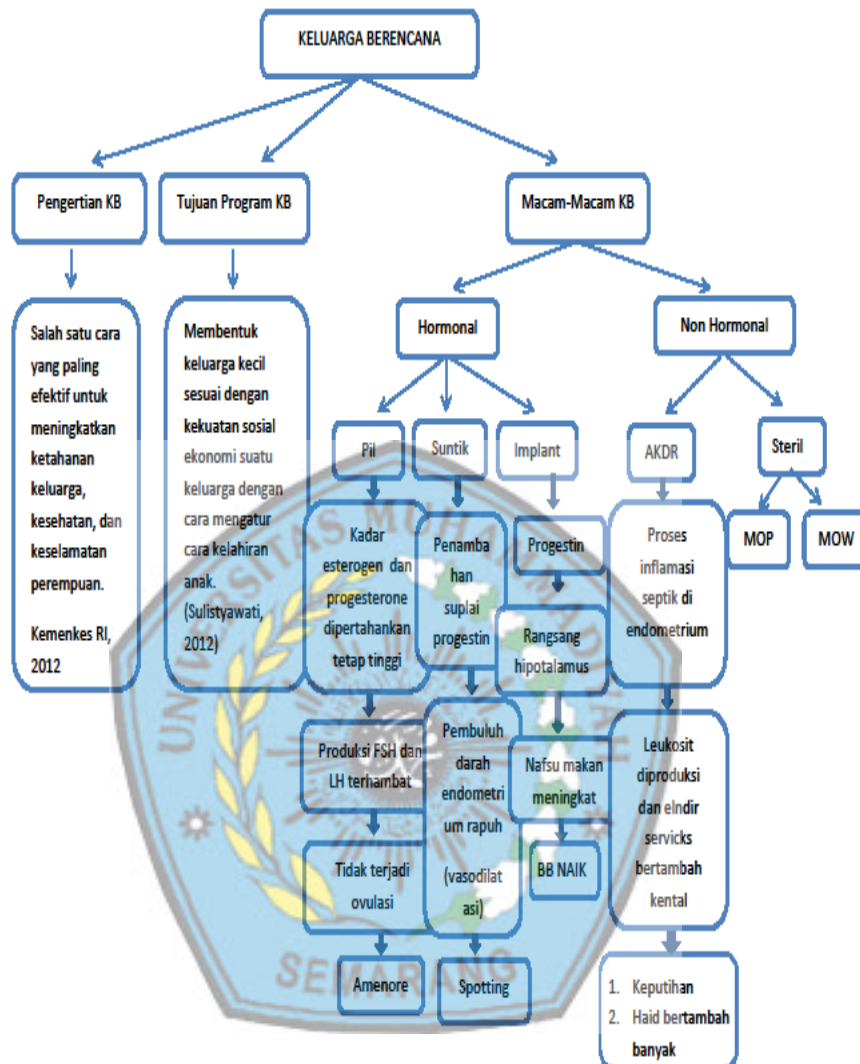 KELUARGA BERENCANA
Pengertian KB
Tujuan Program KB
Macam-Macam KB
Salah satu cara
yang paling
efektif untuk
meningkatkan
ketahanan
keluarga,
kesehatan, dan
keselamatan
perempuan.
Kemenkes RI,
2012
Membentuk
keluarga kecil
sesuai dengan
kekuatan sosial
ekonomi suatu
keluarga dengan
cara mengatur
cara kelahiran
anak.
(Sulistyawati,
2012)
Hormonal
Non Hormonal
Pil
Suntik
Implant
AKDR
Steril
Kadar
esterogen dan
progesterone
dipertahankan
tetap tinggi
Produksi FSH dan
LH terhambat
Tidak terjadi
ovulasi
Amenore
Penamba
han
suplai
progestin
Pembuluh
darah
endometri
um rapuh
(vasodilat
asi)
Spotting
Progestin
Rangsang
hipotalamus
Nafsu makan
meningkat
BB NAIK
Proses
inflamasi
septik di
endometrium
Leukosit
diproduksi
dan elndir
servicks
bertambah
kental
1. Keputihan
2. Haid bertambah
banyak
MOP
MOW
UNIVERSITAS MUHAMMADIYAH
SEMARANG